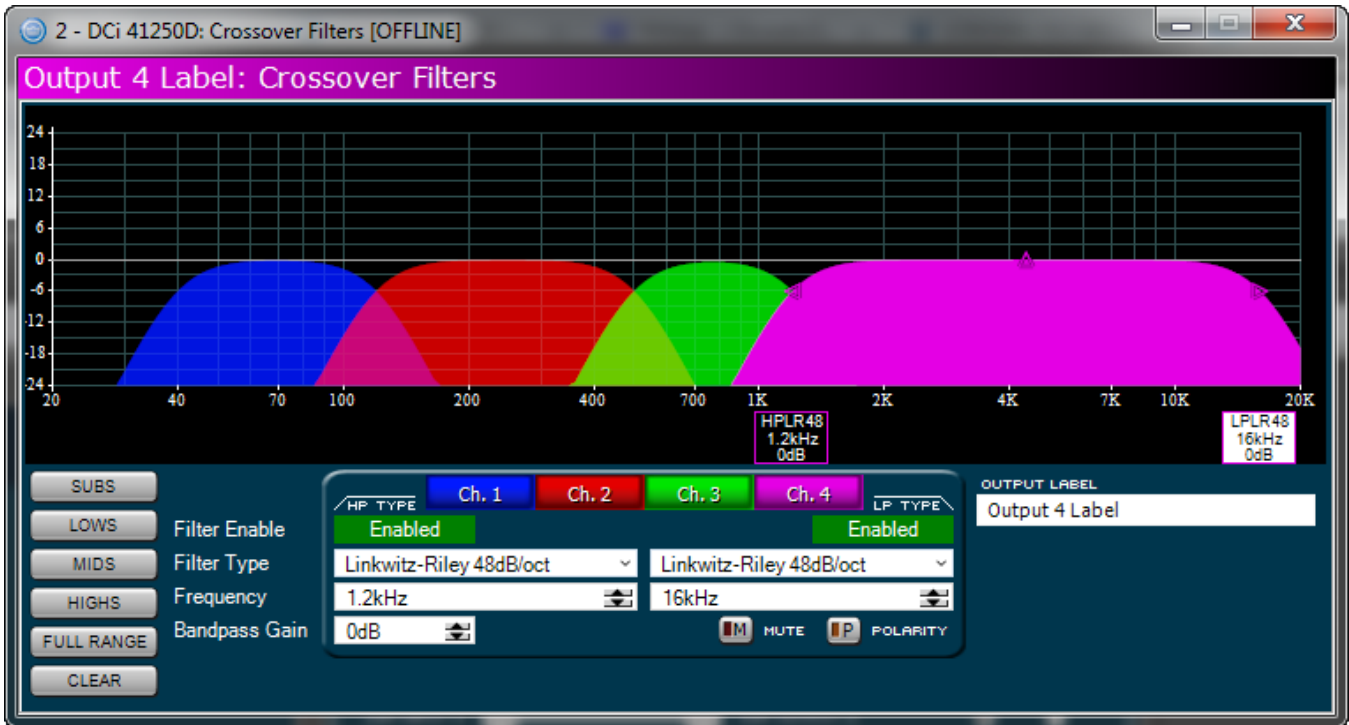 2 - DCi 41250D: Crossover Filters [OFFLINE]
Output 4 Label: Crossover Filters
24
18
12
6
0
-6
-12
-18
-24
20 40 70 100 200 400 700 1K 2K 4K 7K 10K 20K
HPLR48
1.2kHz
0dB
LPLR48
16kHz
0dB
SUBS
LOWS
MIDS
HIGHS
FULL RANGE
CLEAR
HP TYPE Ch. 1 Ch. 2 Ch. 3 Ch. 4 LP TYPE
Filter Enable Enabled Enabled
Filter Type Linkwitz-Riley 48dB/oct Linkwitz-Riley 48dB/oct
Frequency 1.2kHz 16kHz
Bandpass Gain 0dB M MUTE P POLARITY
OUTPUT LABEL
Output 4 Label